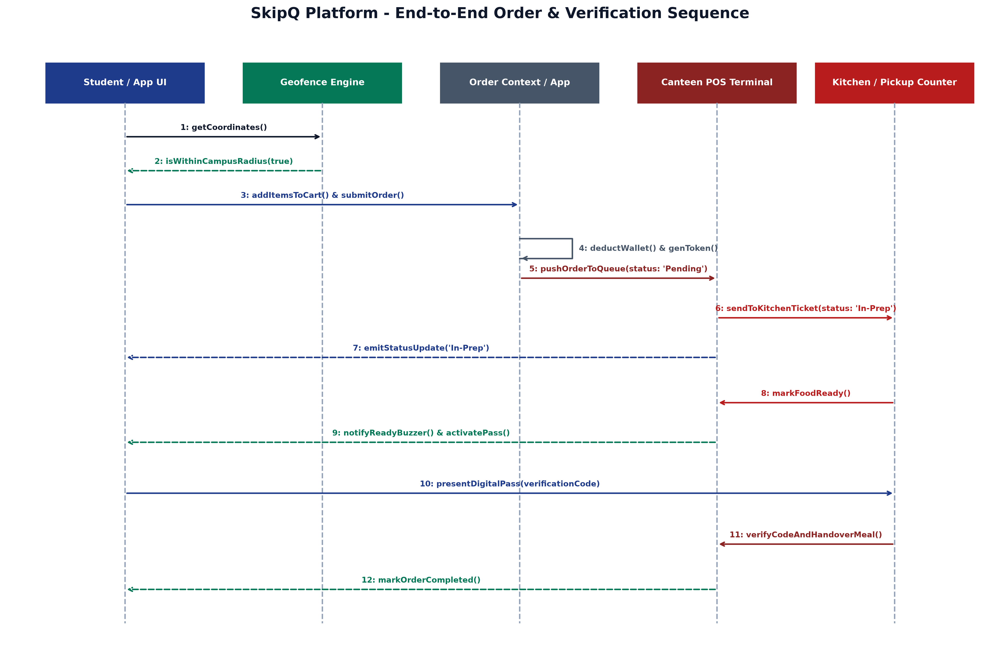 SkipQ Platform - End-to-End Order & Verification Sequence
Student / App UI
Geofence Engine
Order Context / App
Canteen POS Terminal
Kitchen / Pickup Counter
1: getCoordinates()
2: isWithinCampusRadius(true)
3: addItemsToCart() & submitOrder()
4: deductWallet() & genToken()
5: pushOrderToQueue(status: 'Pending')
6: sendToKitchenTicket(status: 'In-Prep')
7: emitStatusUpdate('In-Prep')
8: markFoodReady()
9: notifyReadyBuzzer() & activatePass()
10: presentDigitalPass(verificationCode)
11: verifyCodeAndHandoverMeal()
12: markOrderCompleted()